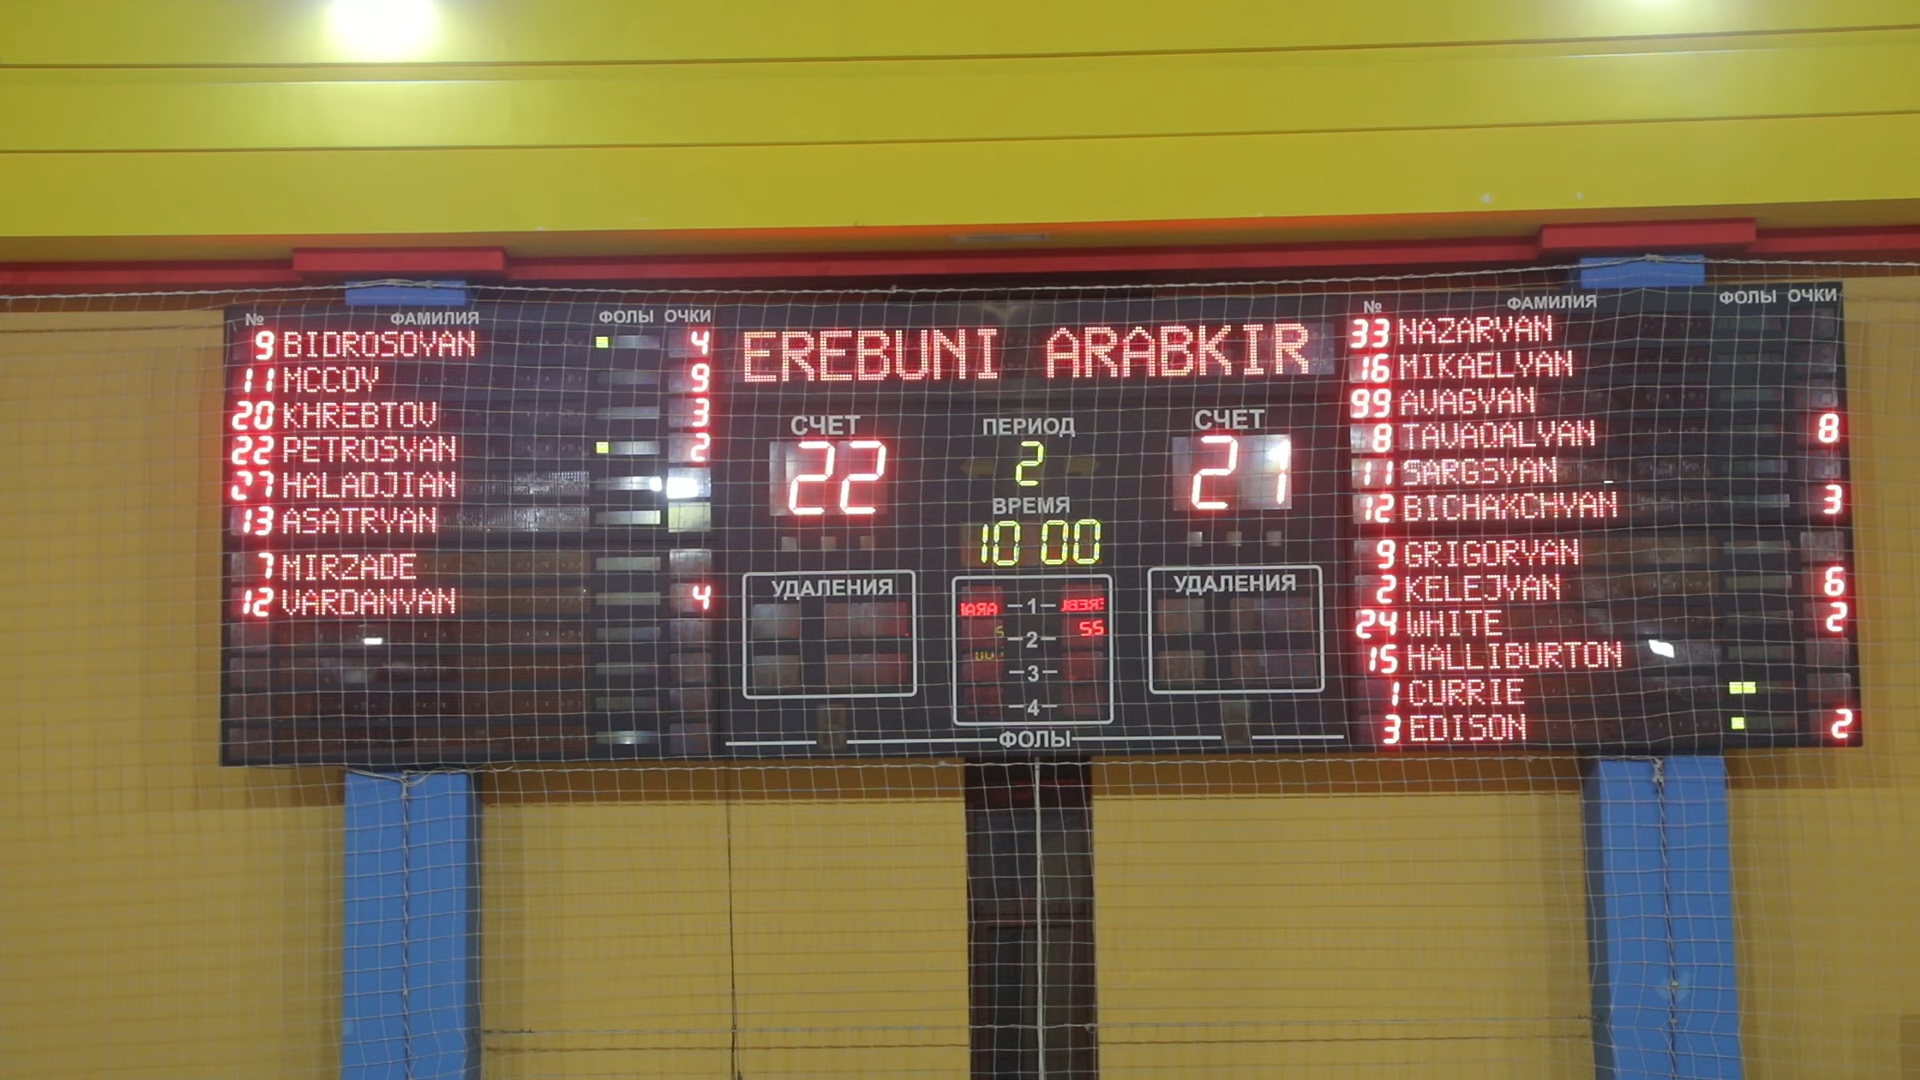 № ФАМИЛИЯ ФОЛЫ ОЧКИ
9 BIDROSOYAN 4
11 MCCOY 9
20 KHREBTOV 3
22 PETROSYAN 2
27 HALADJIAN
13 ASATRYAN
7 MIRZADE
12 VARDANYAN 4
EREBUNI ARABKIR
СЧЕТ ПЕРИОД СЧЕТ
22 2 21
ВРЕМЯ
10 00
УДАЛЕНИЯ УДАЛЕНИЯ
1
2
3
4
ФОЛЫ
№ ФАМИЛИЯ ФОЛЫ ОЧКИ
33 NAZARYAN
16 MIKAELYAN
99 AVAGYAN
8 TAVAQALYAN 8
11 SARGSYAN
12 BICHAXCHYAN 3
9 GRIGORYAN
2 KELEJYAN 6
24 WHITE 2
15 HALLIBURTON
1 CURRIE
3 EDISON 2